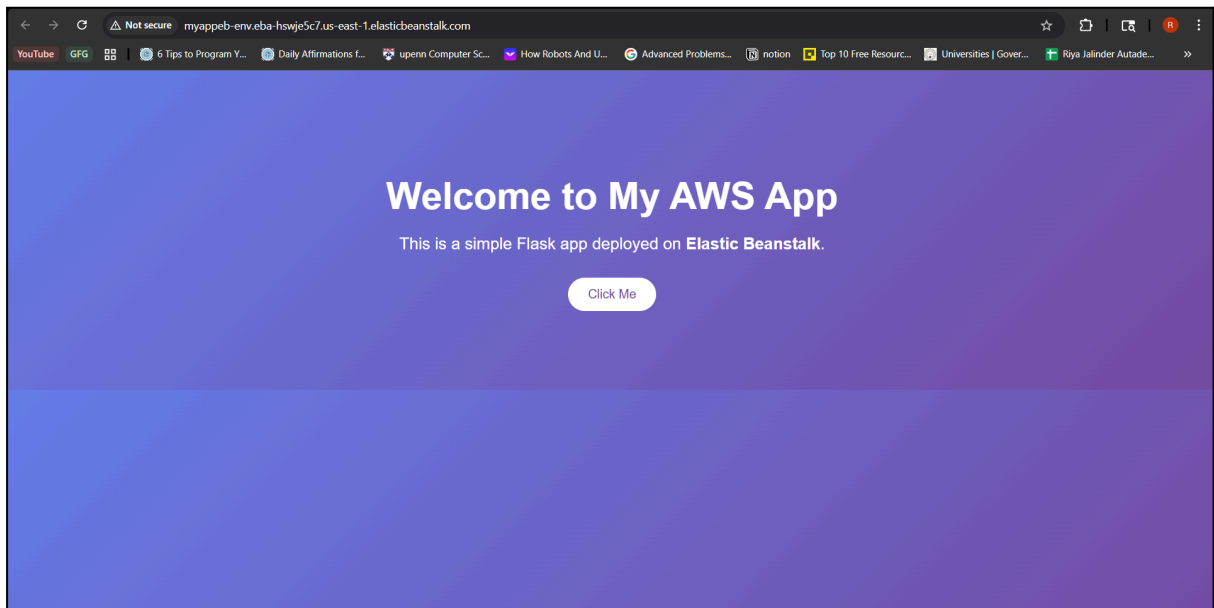 Not secure myappeb-env.eba-hswje5c7.us-east-1.elasticbeanstalk.com R
YouTube GFG 6 Tips to Program Y... Daily Affirmations f... upenn Computer Sc... How Robots And U... Advanced Problems... notion Top 10 Free Resourc... Universities | Gover... Riya Jalinder Autade... »
Welcome to My AWS App
This is a simple Flask app deployed on Elastic Beanstalk.
Click Me